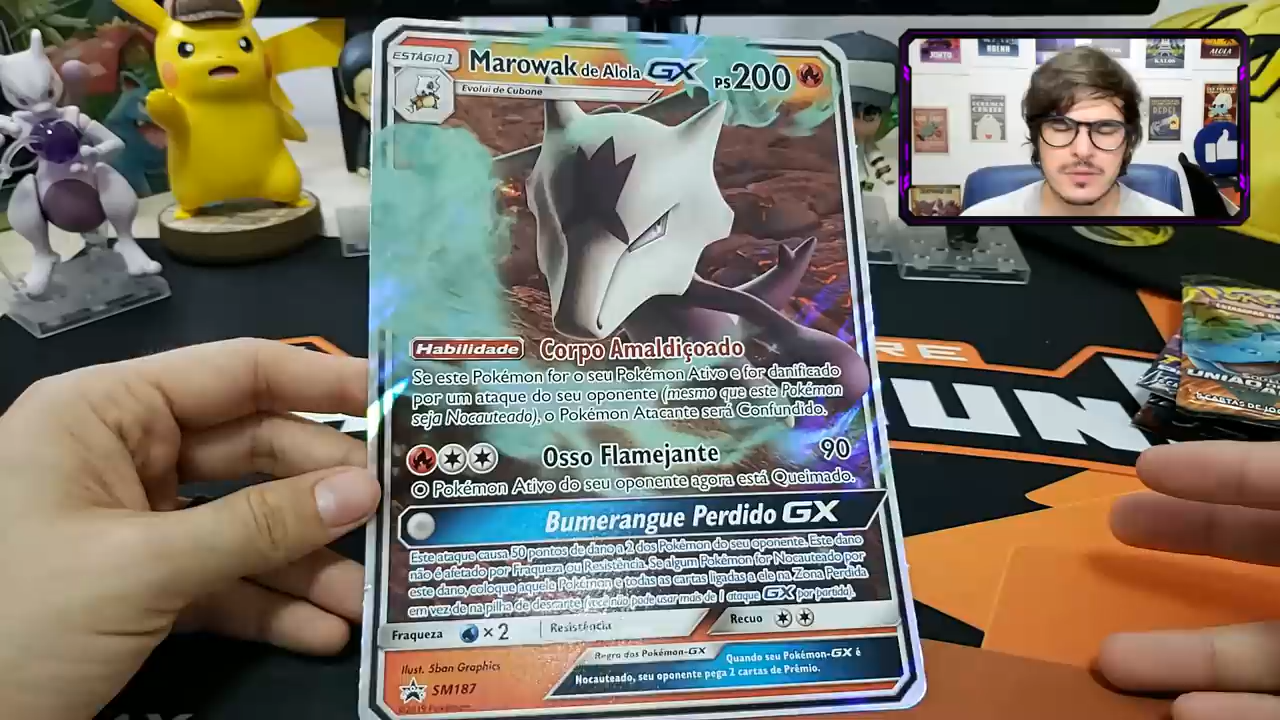 ESTÁGIO 1
Marowak de Alola GX PS 200
Evolui de Cubone
Habilidade Corpo Amaldiçoado
Se este Pokémon for o seu Pokémon Ativo e for danificado
por um ataque do seu oponente (mesmo que este Pokémon
seja Nocauteado), o Pokémon Atacante será Confundido.
Osso Flamejante 90
O Pokémon Ativo do seu oponente agora está Queimado.
Bumerangue Perdido GX
Este ataque causa 50 pontos de dano a 2 dos Pokémon do seu oponente. Este dano
não é afetado por Fraqueza ou Resistência. Se algum Pokémon for Nocauteado por
este dano, coloque aquele Pokémon e todas as cartas ligadas a ele na Zona Perdida
em vez de na pilha de descarte (você não pode usar mais de 1 ataque GX por partida).
Fraqueza ×2 Resistência Recuo
Regra dos Pokémon-GX Quando seu Pokémon-GX é
Nocauteado, seu oponente pega 2 cartas de Prêmio.
Ilust. 5ban Graphics
SM187
©2019 Pokémon
JOHTO
ALOLA
RE
UN
UNIÃO